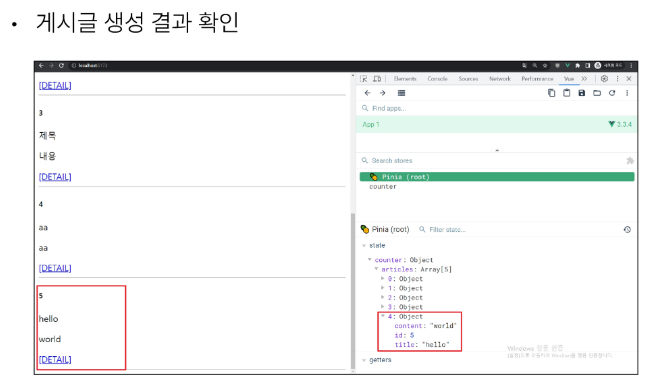 • 게시글 생성 결과 확인
[DETAIL]
3
제목
내용
[DETAIL]
4
aa
aa
[DETAIL]
5
hello
world
[DETAIL]
Elements Console Sources Network Performance Vue
Find apps...
App 1 3.3.4
Search stores
Pinia (root)
counter
Pinia (root) Filter state...
state
counter: Object
articles: Array[5]
0: Object
1: Object
2: Object
3: Object
4: Object
content: "world"
id: 5
title: "hello"
Windows 정품 인증
getters